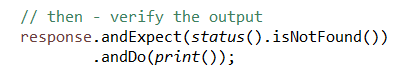 // then - verify the output
response.andExpect(status().isNotFound())
.andDo(print());